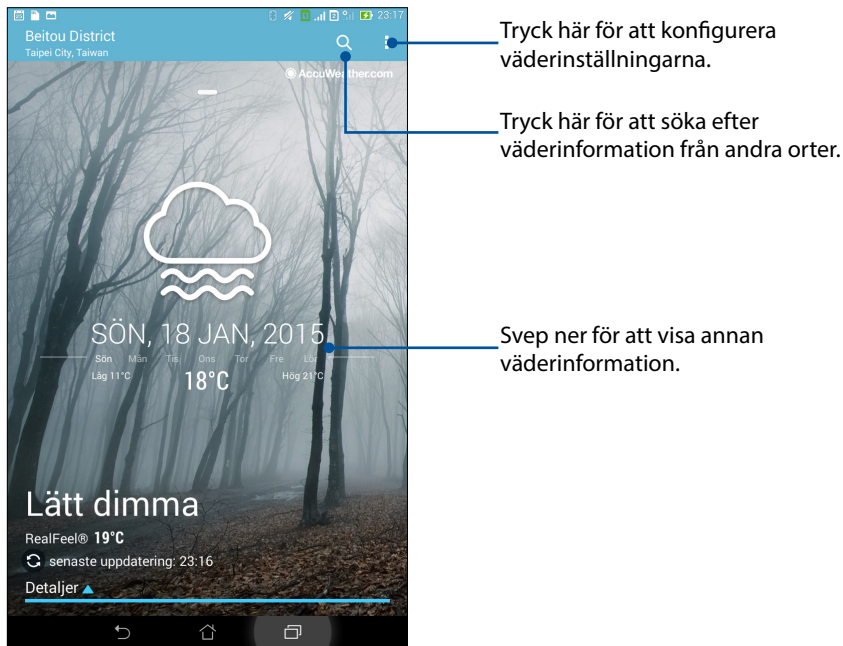 23:17
Beitou District
Taipei City, Taiwan
AccuWeather.com
SÖN, 18 JAN, 2015
Sön Mån Tis Ons Tor Fre Lör
Låg 11°C 18°C Hög 21°C
Lätt dimma
RealFeel® 19°C
senaste uppdatering: 23:16
Detaljer
Tryck här för att konfigurera
väderinställningarna.
Tryck här för att söka efter
väderinformation från andra orter.
Svep ner för att visa annan
väderinformation.